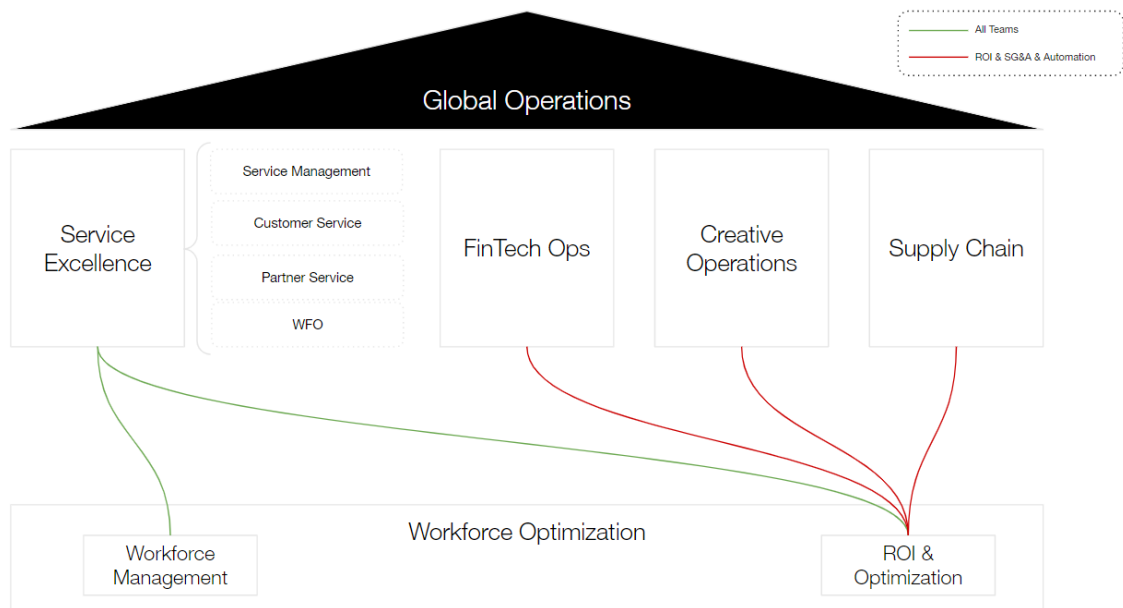 All Teams
ROI & SG&A & Automation
Global Operations
Service
Excellence
Service Management
Customer Service
Partner Service
WFO
FinTech Ops
Creative
Operations
Supply Chain
Workforce Optimization
Workforce
Management
ROI &
Optimization